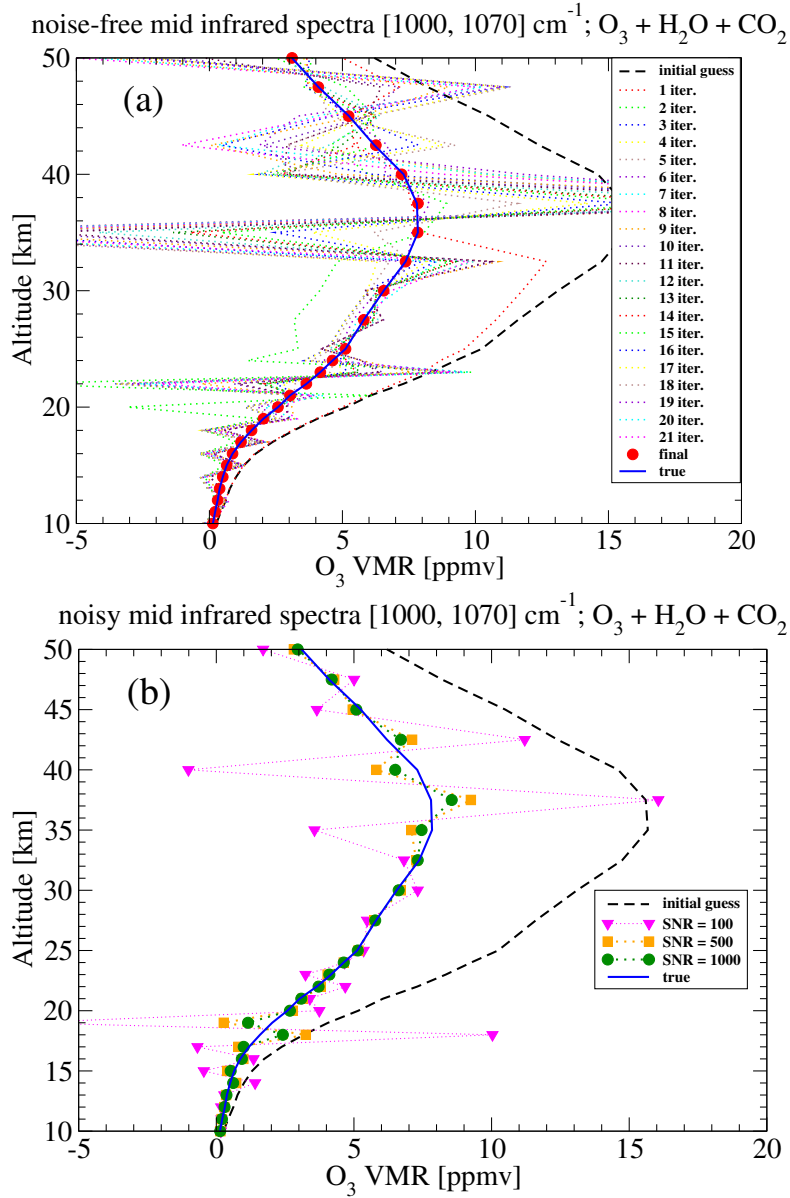 noise-free mid infrared spectra [1000, 1070] cm⁻¹; O₃ + H₂O + CO₂
(a)
50
40
30
20
10
Altitude [km]
-5 0 5 10 15 20
O₃ VMR [ppmv]
initial guess
1 iter.
2 iter.
3 iter.
4 iter.
5 iter.
6 iter.
7 iter.
8 iter.
9 iter.
10 iter.
11 iter.
12 iter.
13 iter.
14 iter.
15 iter.
16 iter.
17 iter.
18 iter.
19 iter.
20 iter.
21 iter.
final
true
noisy mid infrared spectra [1000, 1070] cm⁻¹; O₃ + H₂O + CO₂
(b)
50
45
40
35
30
25
20
15
10
Altitude [km]
-5 0 5 10 15 20
O₃ VMR [ppmv]
initial guess
SNR = 100
SNR = 500
SNR = 1000
true